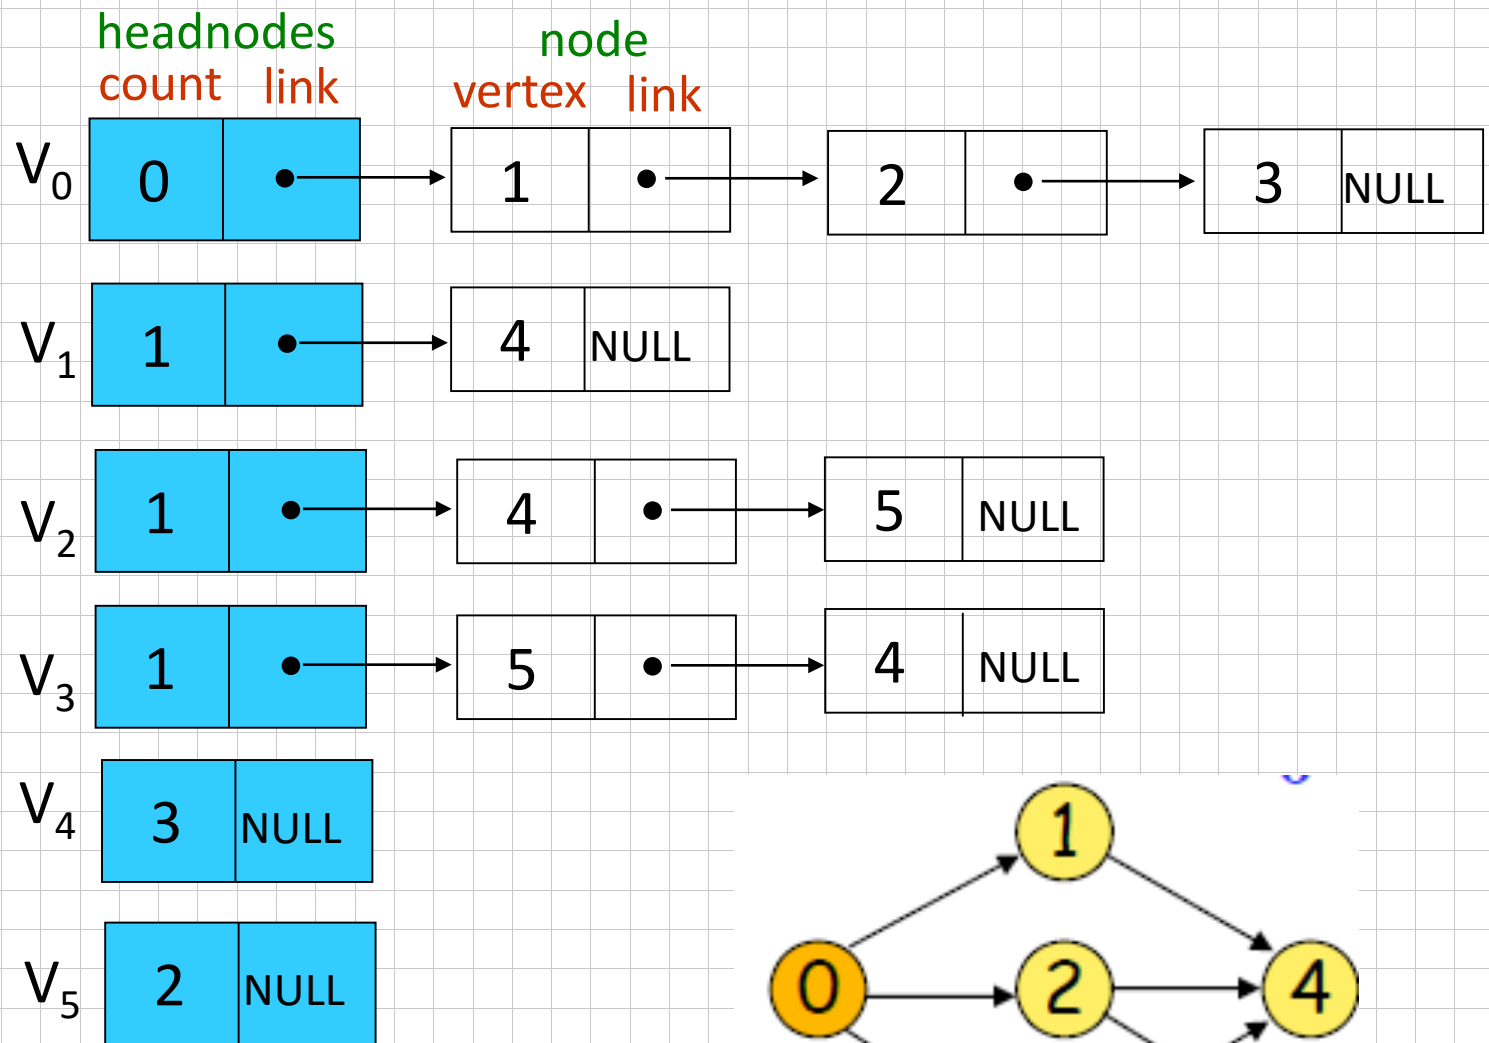 headnodes
node
count link
vertex link
V0 0 1 2 3 NULL
V1 1 4 NULL
V2 1 4 5 NULL
V3 1 5 4 NULL
V4 3 NULL
V5 2 NULL
1
0 2 4